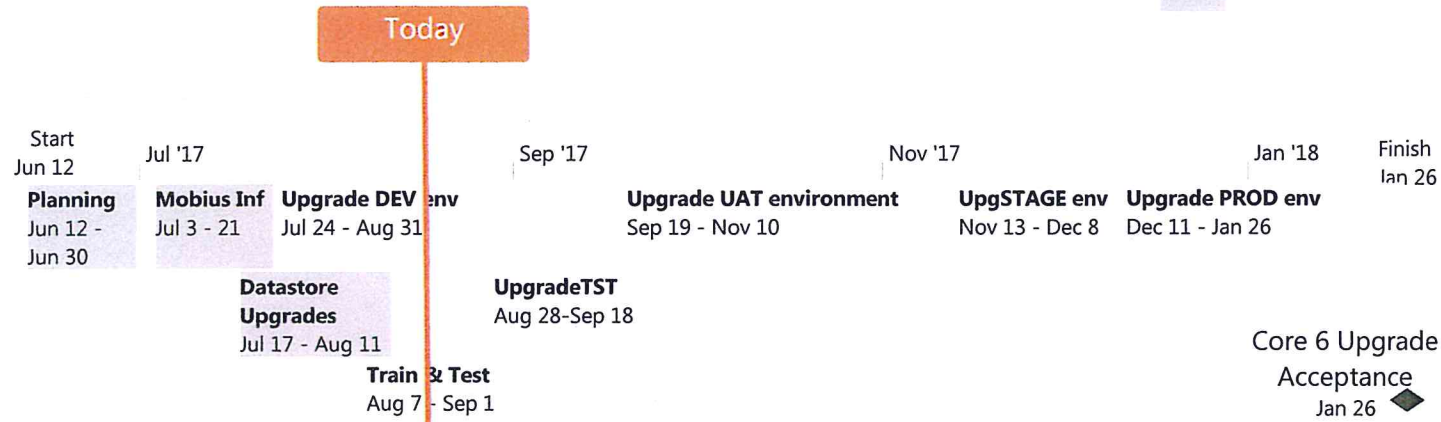 Today
Start
Jun 12
Jul '17
Sep '17
Nov '17
Jan '18
Finish
Jan 26
Planning
Jun 12 -
Jun 30
Mobius Inf
Jul 3 - 21
Upgrade DEV env
Jul 24 - Aug 31
Upgrade UAT environment
Sep 19 - Nov 10
UpgSTAGE env
Nov 13 - Dec 8
Upgrade PROD env
Dec 11 - Jan 26
Datastore
Upgrades
Jul 17 - Aug 11
UpgradeTST
Aug 28-Sep 18
Train & Test
Aug 7 - Sep 1
Core 6 Upgrade
Acceptance
Jan 26